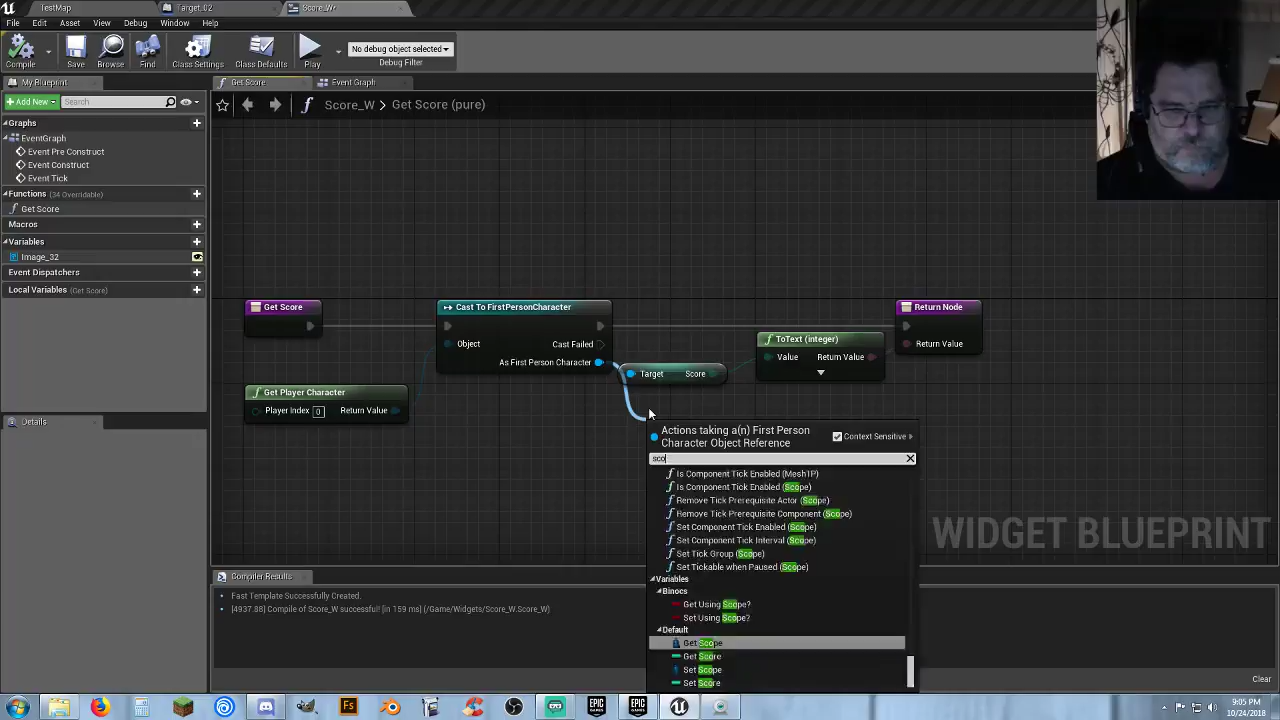 TestMap
Target_02
Score_W*
File
Edit
Asset
View
Debug
Window
Help
Compile
Save
Browse
Find
Class Settings
Class Defaults
Play
No debug object selected
Debug Filter
My Blueprint
Get Score
Event Graph
Add New
Search
Score_W > Get Score (pure)
Graphs
EventGraph
Event Pre Construct
Event Construct
Event Tick
Functions (34 Overridable)
Get Score
Macros
Variables
Image_32
Event Dispatchers
Local Variables (Get Score)
Details
Get Score
Cast To FirstPersonCharacter
Object
Cast Failed
As First Person Character
Get Player Character
Player Index 0
Return Value
Target
Score
ToText (integer)
Value
Return Value
Return Node
Return Value
Actions taking a(n) First Person
Character Object Reference
Context Sensitive
sco
Is Component Tick Enabled (MeshTP)
Is Component Tick Enabled (Scope)
Remove Tick Prerequisite Actor (Scope)
Remove Tick Prerequisite Component (Scope)
Set Component Tick Enabled (Scope)
Set Component Tick Interval (Scope)
Set Tick Group (Scope)
Set Tickable when Paused (Scope)
Variables
Binocs
Get Using Scope?
Set Using Scope?
Default
Get Scope
Get Score
Set Scope
Set Score
WIDGET BLUEPRINT
Compiler Results
Fast Template Successfully Created.
[4937.88] Compile of Score_W successful! [in 159 ms] (/Game/Widgets/Score_W.Score_W)
Clear
Fs
EPIC
GAMES
EPIC
GAMES
9:05 PM
10/24/2018